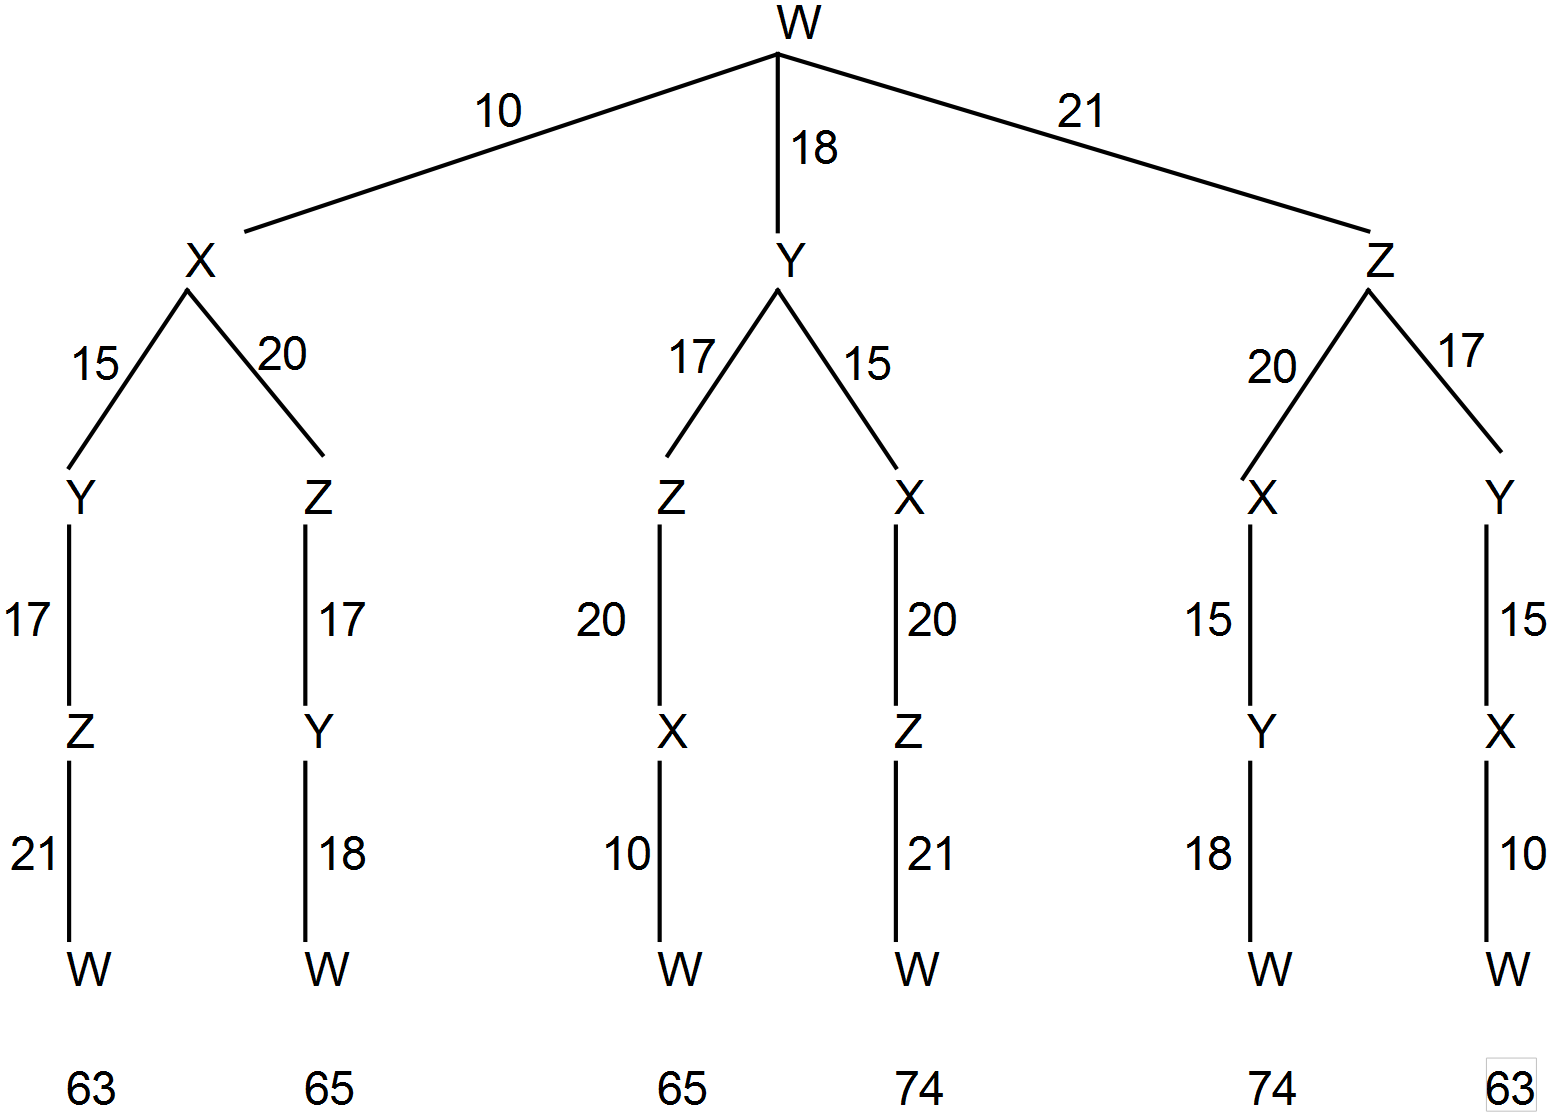 W
10 18 21
X Y Z
15 20 17 15 20 17
Y Z Z X X Y
17 17 20 20 15 15
Z Y X Z Y X
21 18 10 21 18 10
W W W W W W
63 65 65 74 74 63